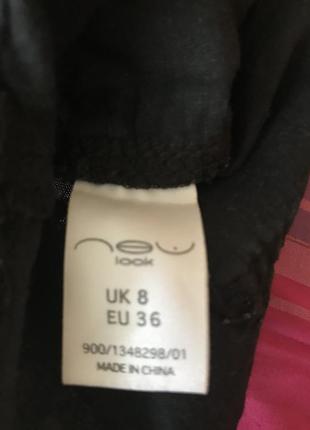 new
look
UK 8
EU 36
900/1348298/01
MADE IN CHINA